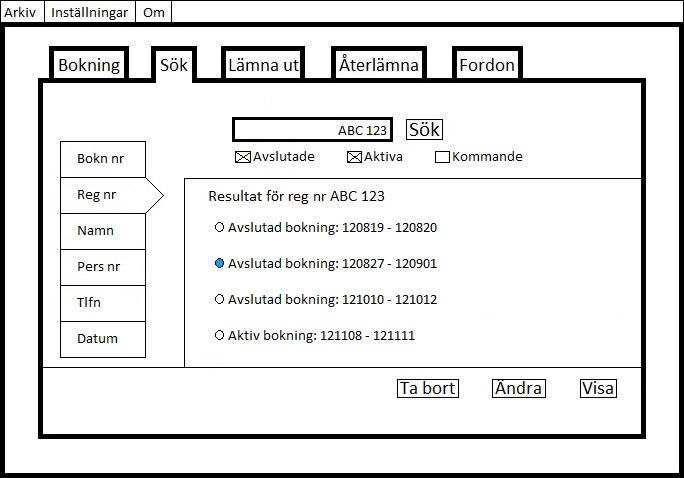 Arkiv Inställningar Om
Bokning Sök Lämna ut Återlämna Fordon
ABC 123 Sök
Avslutade Aktiva Kommande
Bokn nr
Reg nr
Namn
Pers nr
Tlfn
Datum
Resultat för reg nr ABC 123
Avslutad bokning: 120819 - 120820
Avslutad bokning: 120827 - 120901
Avslutad bokning: 121010 - 121012
Aktiv bokning: 121108 - 121111
Ta bort Ändra Visa